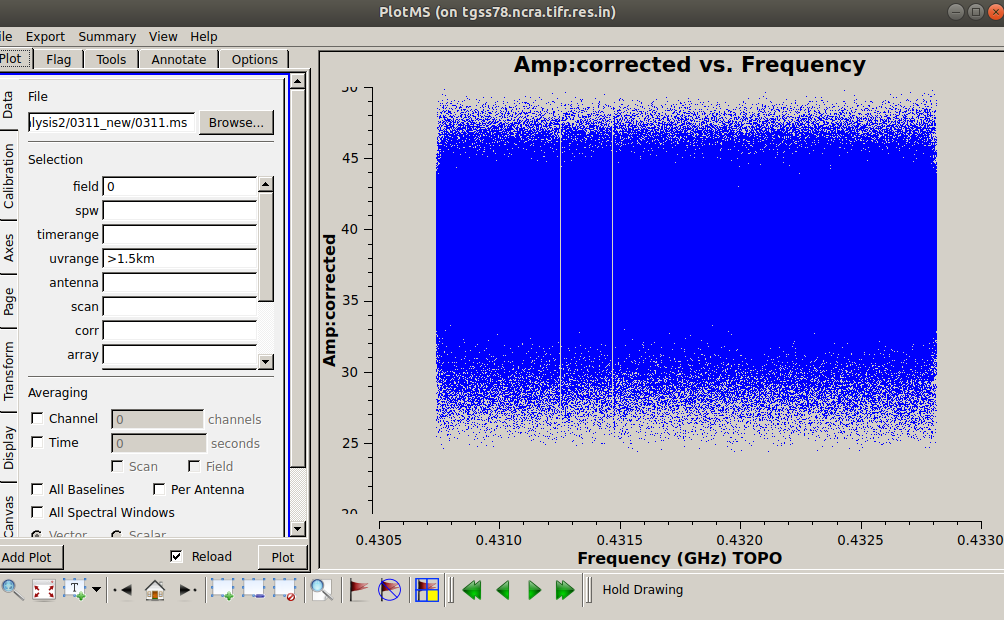 PlotMS (on tgss78.ncra.tifr.res.in)
ile Export Summary View Help
Plot Flag Tools Annotate Options
Data
Calibration
Axes
Page
Transform
Display
Canvas
File
alysis2/0311_new/0311.ms Browse...
Selection
field 0
spw
timerange
uvrange >1.5km
antenna
scan
corr
array
Averaging
Channel 0 channels
Time 0 seconds
Scan Field
All Baselines Per Antenna
All Spectral Windows
Vector Scalar
Add Plot Reload Plot
Amp:corrected vs. Frequency
Amp:corrected
50
45
40
35
30
25
20
0.4305 0.4310 0.4315 0.4320 0.4325 0.4330
Frequency (GHz) TOPO
T
Hold Drawing